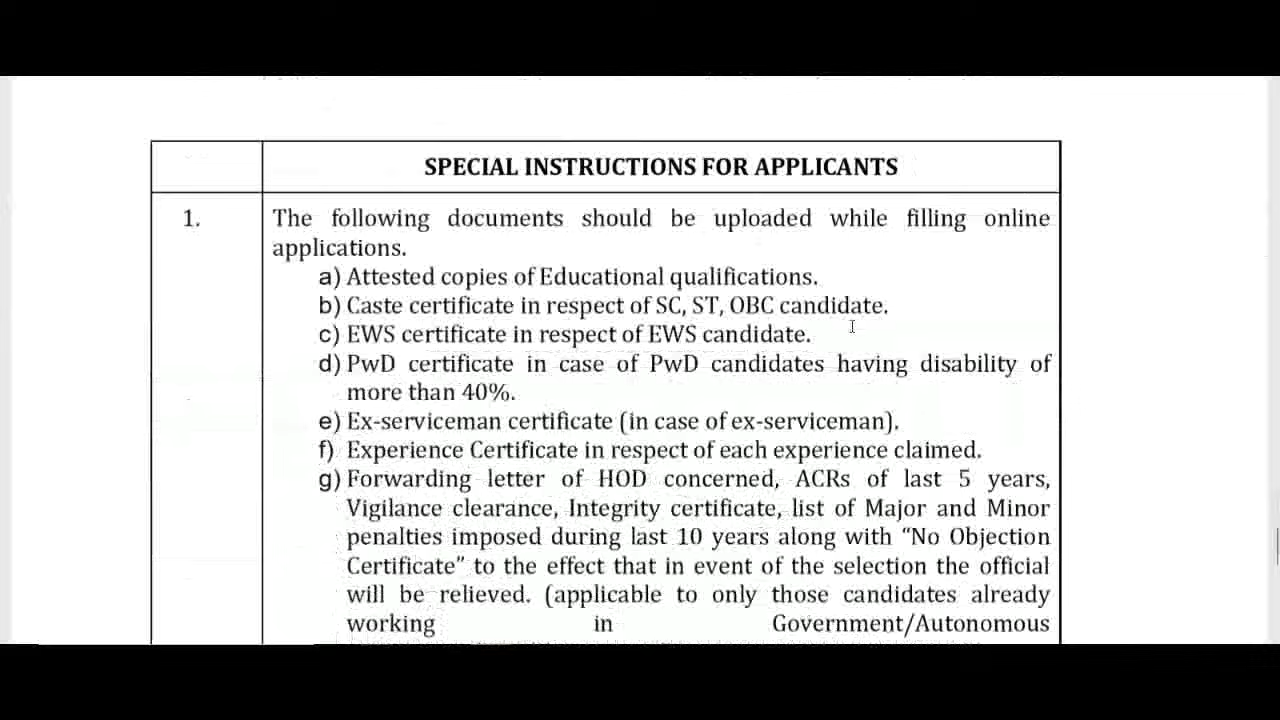 SPECIAL INSTRUCTIONS FOR APPLICANTS
1. The following documents should be uploaded while filling online
applications.
a) Attested copies of Educational qualifications.
b) Caste certificate in respect of SC, ST, OBC candidate.
c) EWS certificate in respect of EWS candidate.
d) PwD certificate in case of PwD candidates having disability of
more than 40%.
e) Ex-serviceman certificate (in case of ex-serviceman).
f) Experience Certificate in respect of each experience claimed.
g) Forwarding letter of HOD concerned, ACRs of last 5 years,
Vigilance clearance, Integrity certificate, list of Major and Minor
penalties imposed during last 10 years along with “No Objection
Certificate” to the effect that in event of the selection the official
will be relieved. (applicable to only those candidates already
working in Government/Autonomous